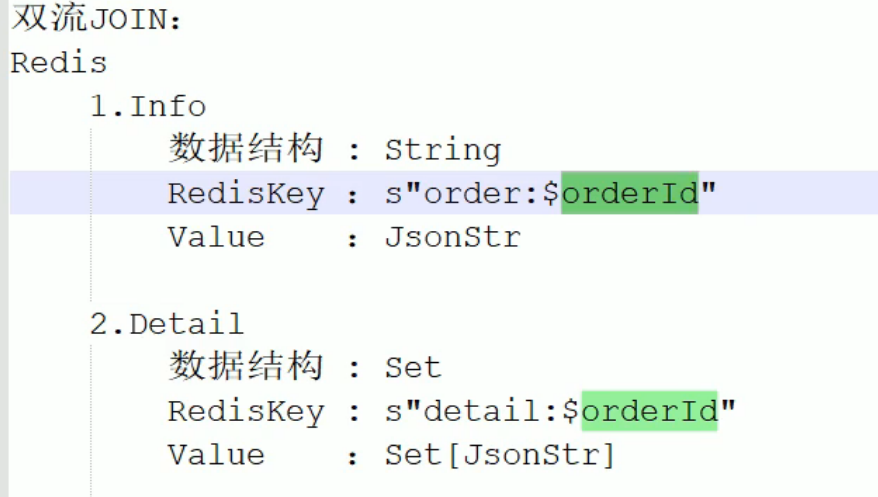 双流JOIN：
Redis
1.Info
数据结构 : String
RedisKey : s"order:$orderId"
Value : JsonStr
2.Detail
数据结构 : Set
RedisKey : s"detail:$orderId"
Value : Set[JsonStr]